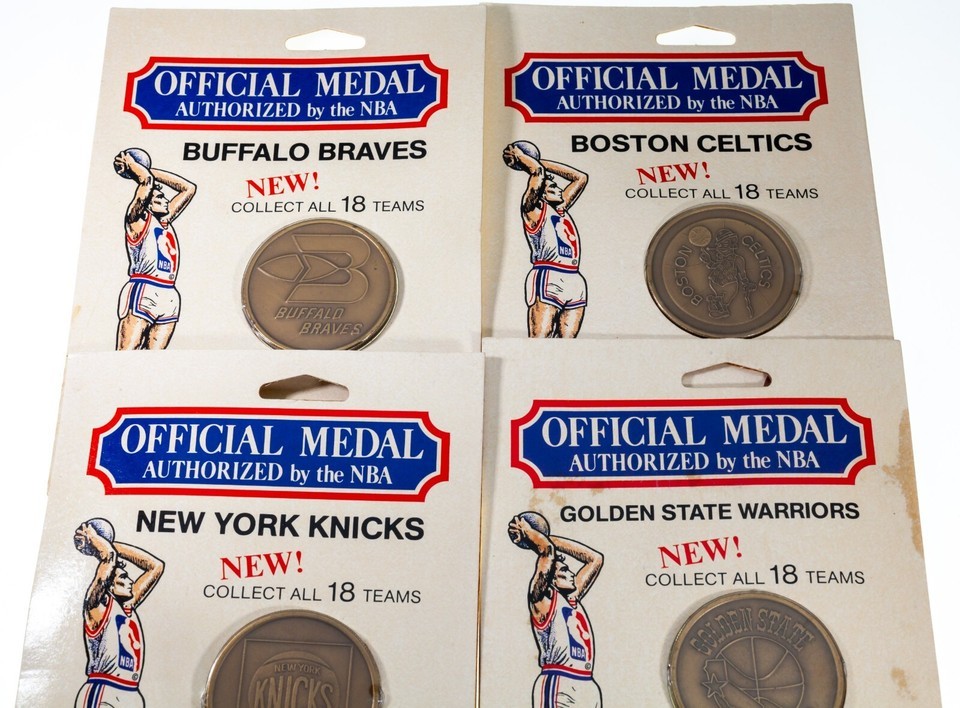 OFFICIAL MEDAL
AUTHORIZED by the NBA
BUFFALO BRAVES
NEW!
COLLECT ALL 18 TEAMS
NBA
BUFFALO
BRAVES
OFFICIAL MEDAL
AUTHORIZED by the NBA
BOSTON CELTICS
NEW!
COLLECT ALL 18 TEAMS
NBA
BOSTON CELTICS
OFFICIAL MEDAL
AUTHORIZED by the NBA
NEW YORK KNICKS
NEW!
COLLECT ALL 18 TEAMS
NBA
NEW YORK
KNICKS
OFFICIAL MEDAL
AUTHORIZED by the NBA
GOLDEN STATE WARRIORS
NEW!
COLLECT ALL 18 TEAMS
NBA
GOLDEN STATE